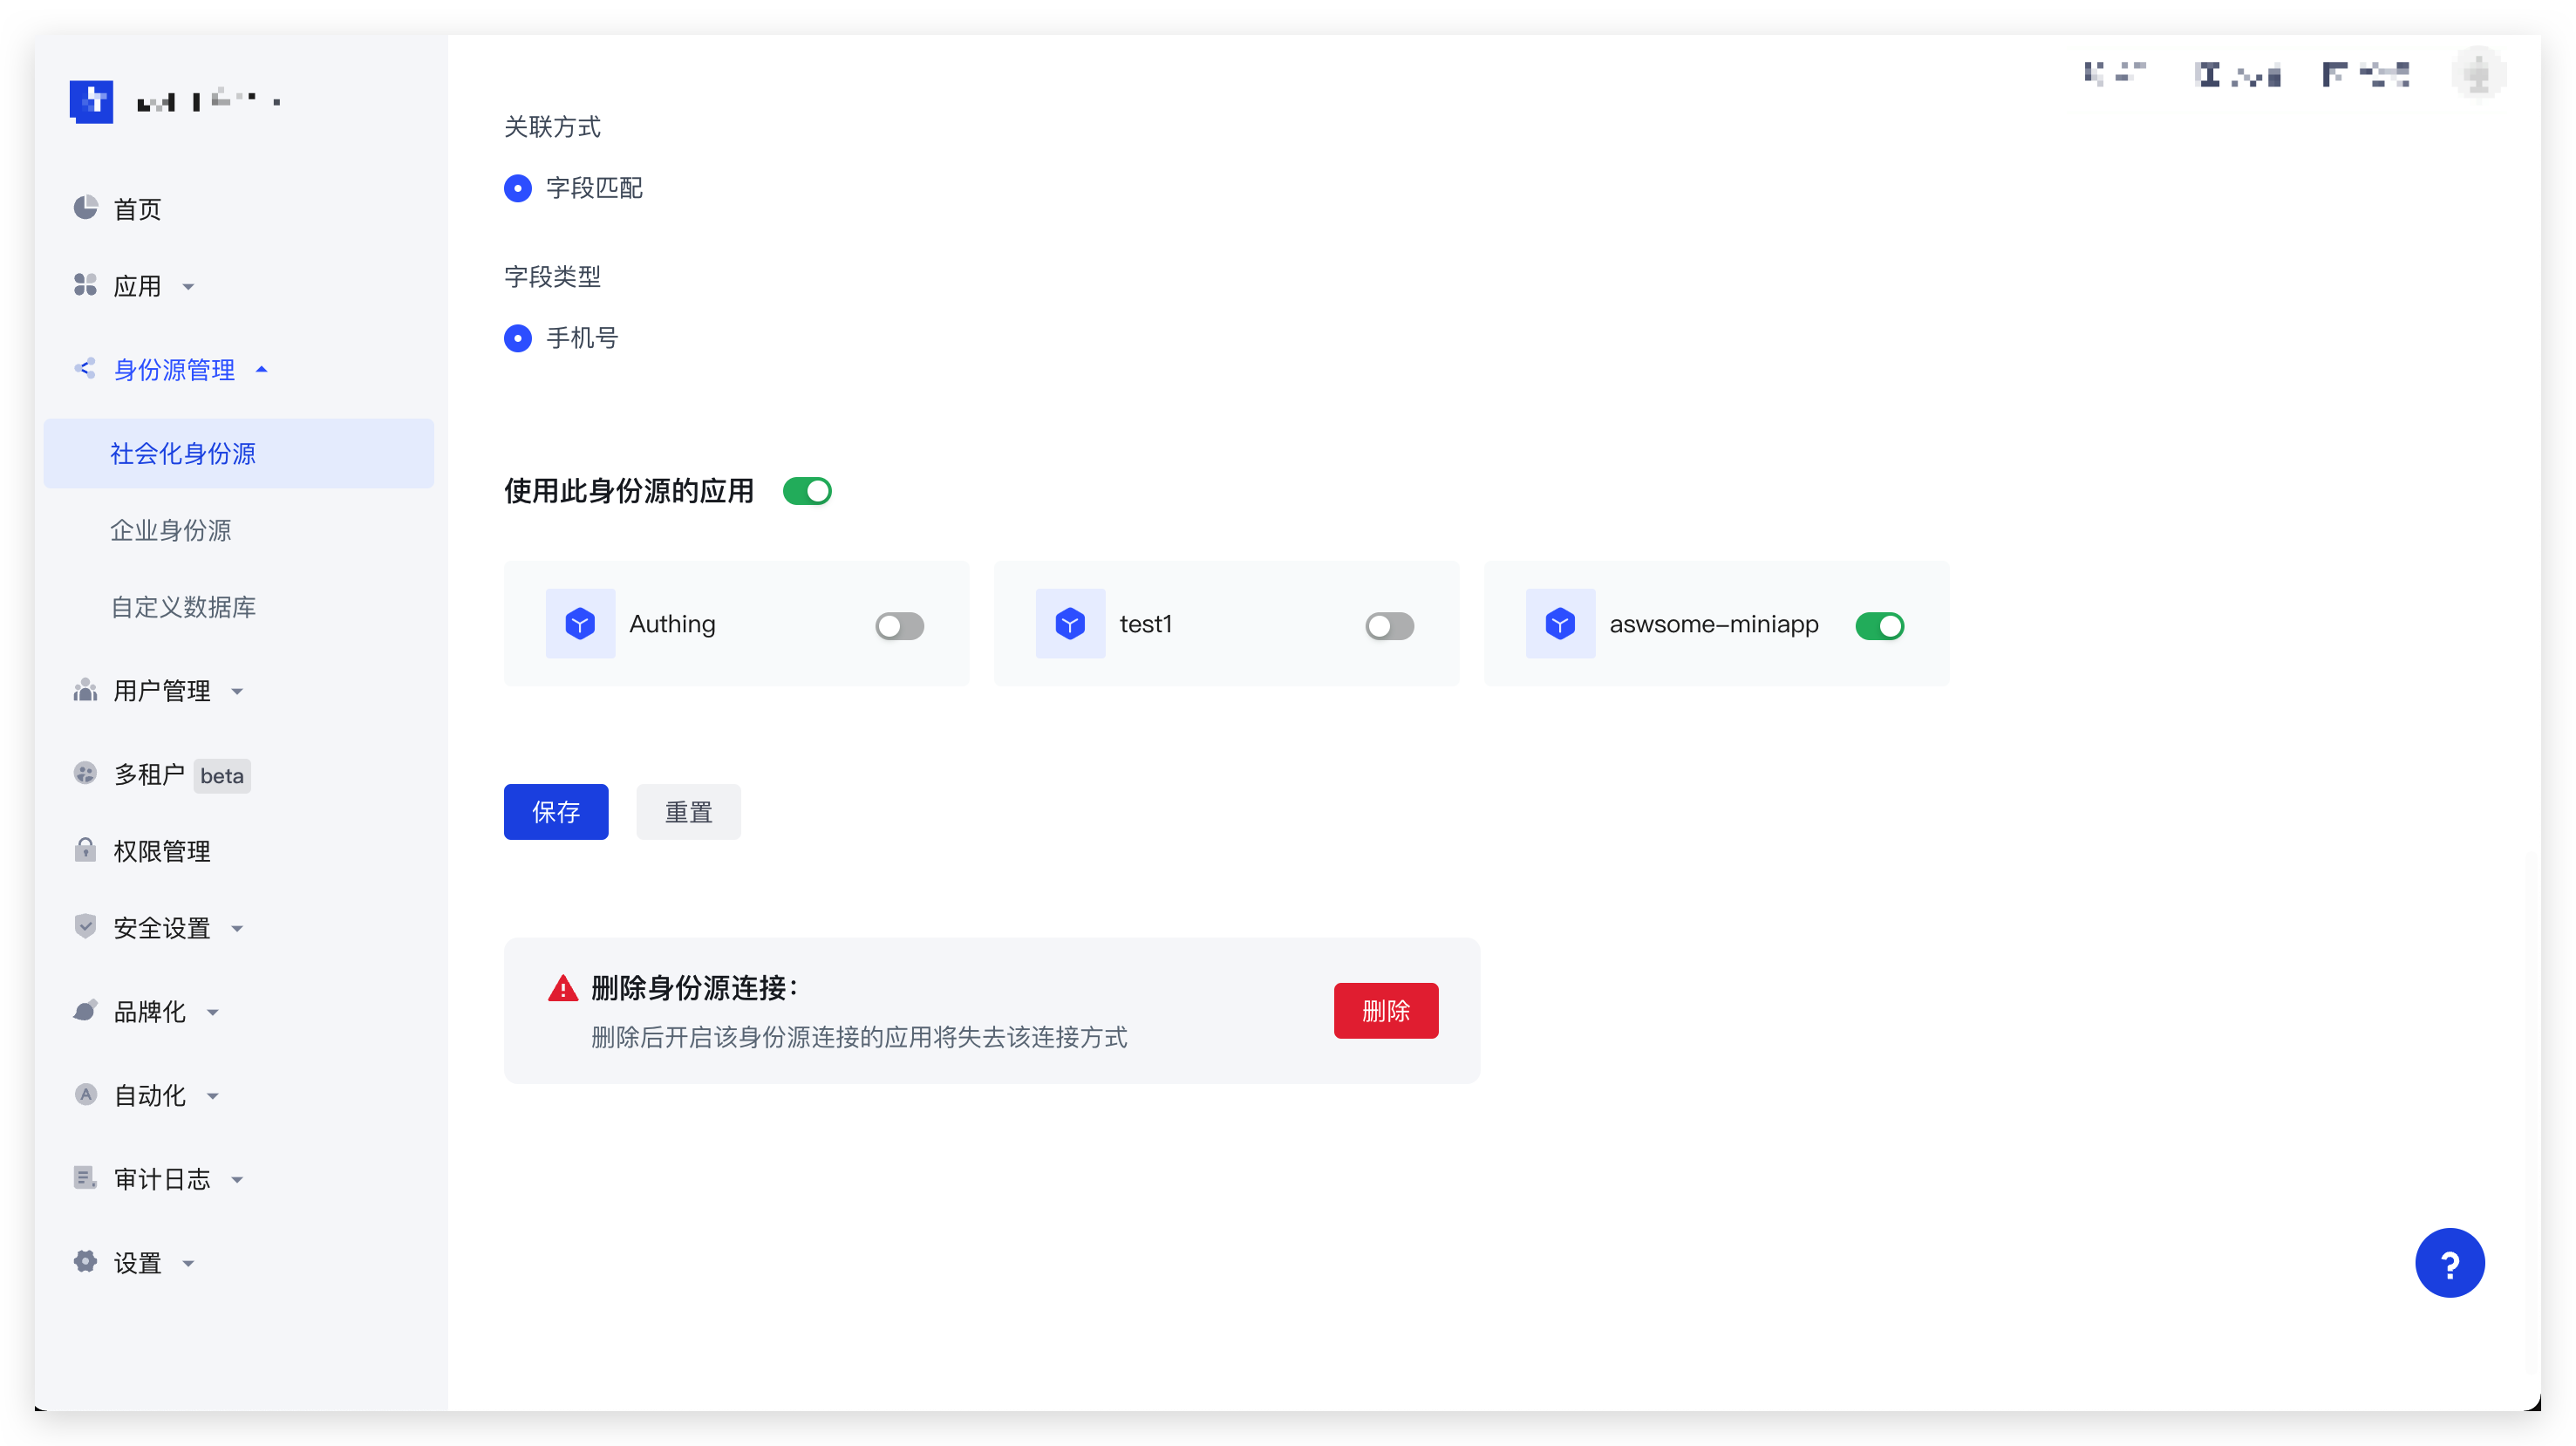 首页
应用
身份源管理
社会化身份源
企业身份源
自定义数据库
用户管理
多租户 beta
权限管理
安全设置
品牌化
自动化
审计日志
设置
关联方式
字段匹配
字段类型
手机号
使用此身份源的应用
Authing
test1
aswsome-miniapp
保存 重置
删除身份源连接：
删除后开启该身份源连接的应用将失去该连接方式
删除
?